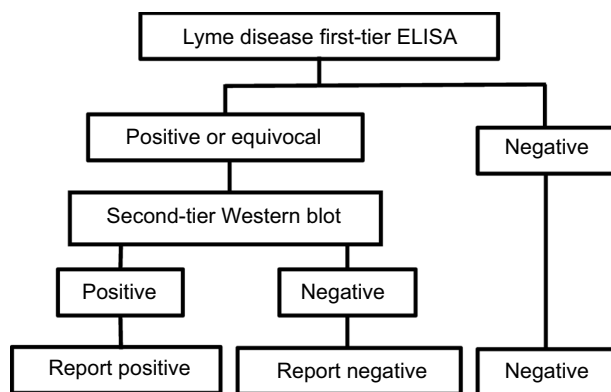 Lyme disease first-tier ELISA
Positive or equivocal
Negative
Second-tier Western blot
Positive
Negative
Report positive
Report negative
Negative